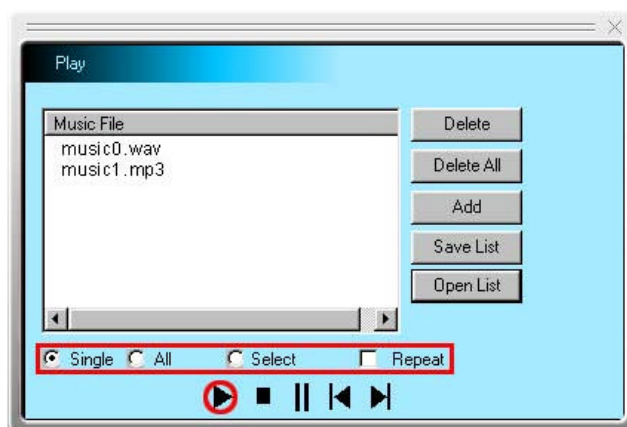 Play
Music File
music0.wav
music1.mp3
Delete
Delete All
Add
Save List
Open List
Single All Select Repeat